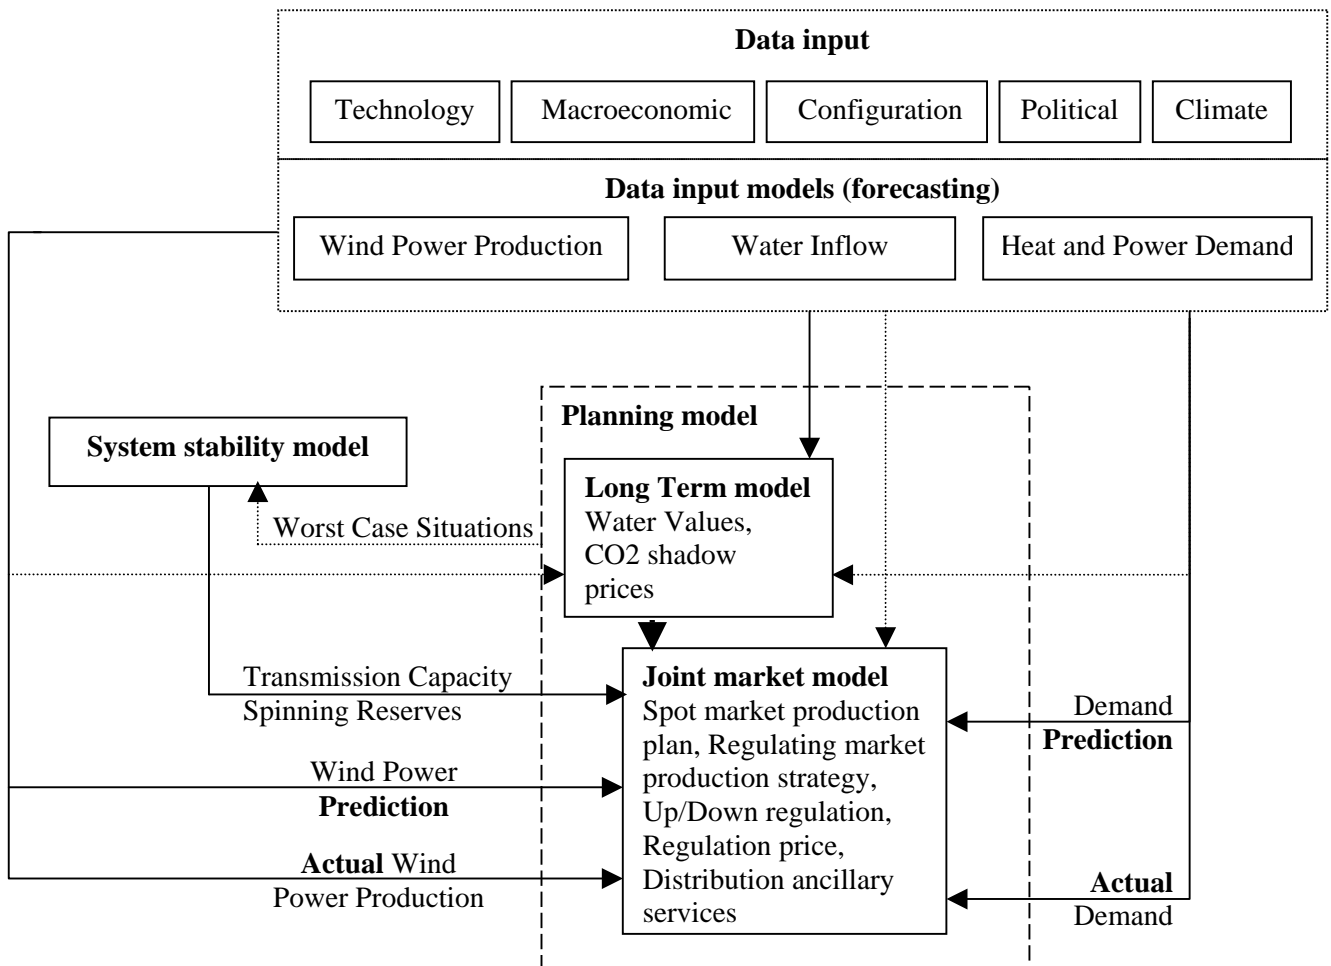 Data input
Technology
Macroeconomic
Configuration
Political
Climate
Data input models (forecasting)
Wind Power Production
Water Inflow
Heat and Power Demand
Planning model
System stability model
Long Term model
Water Values,
CO2 shadow
prices
Worst Case Situations
Joint market model
Spot market production
plan, Regulating market
production strategy,
Up/Down regulation,
Regulation price,
Distribution ancillary
services
Transmission Capacity
Spinning Reserves
Demand
Prediction
Wind Power
Prediction
Actual Wind
Power Production
Actual
Demand